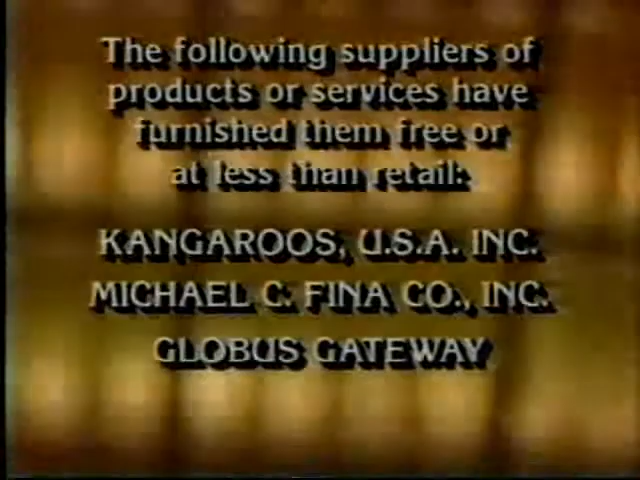 The following suppliers of
products or services have
furnished them free or
at less than retail:
KANGAROOS, U.S.A. INC.
MICHAEL C. FINA CO., INC.
GLOBUS GATEWAY